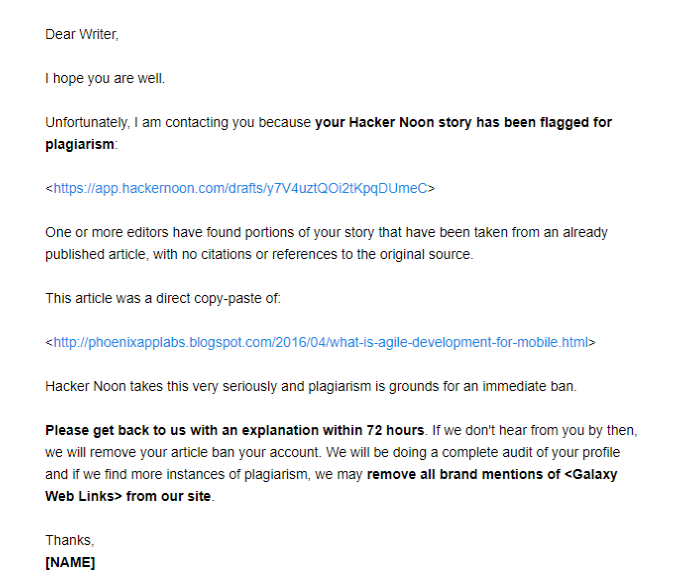 Dear Writer,
I hope you are well.
Unfortunately, I am contacting you because your Hacker Noon story has been flagged for
plagiarism:
<https://app.hackernoon.com/drafts/y7V4uztQOi2tKpqDUmeC>
One or more editors have found portions of your story that have been taken from an already
published article, with no citations or references to the original source.
This article was a direct copy-paste of:
<http://phoenixapplabs.blogspot.com/2016/04/what-is-agile-development-for-mobile.html>
Hacker Noon takes this very seriously and plagiarism is grounds for an immediate ban.
Please get back to us with an explanation within 72 hours. If we don't hear from you by then,
we will remove your article ban your account. We will be doing a complete audit of your profile
and if we find more instances of plagiarism, we may remove all brand mentions of <Galaxy
Web Links> from our site.
Thanks,
[NAME]